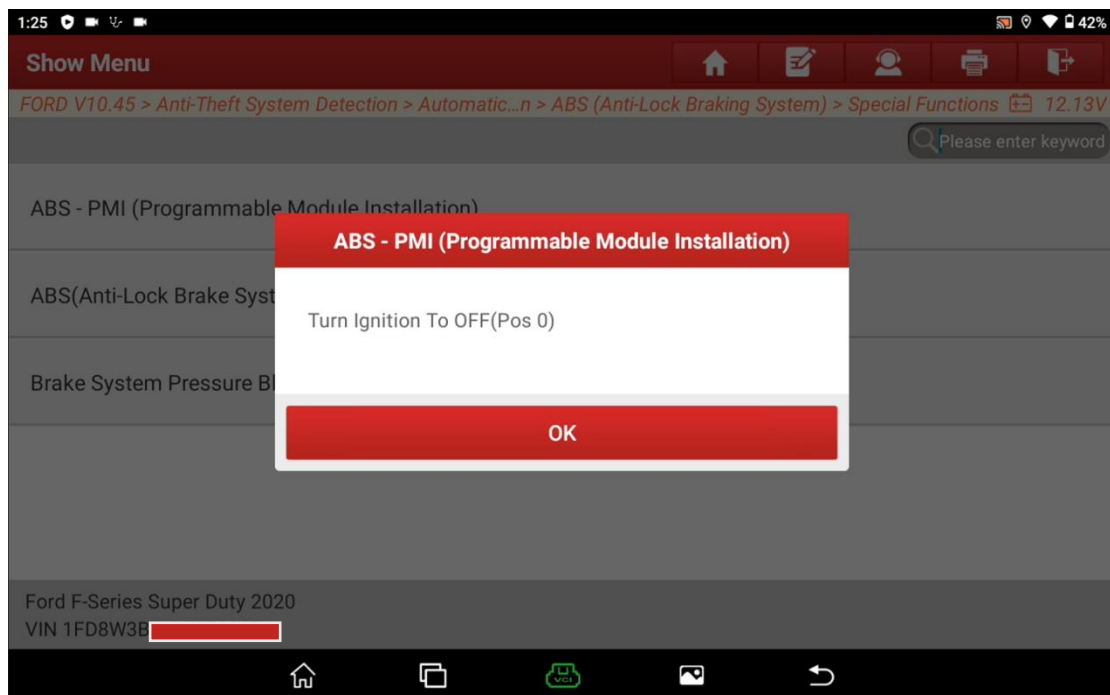 1:25
42%
Show Menu
FORD V10.45 > Anti-Theft System Detection > Automatic...n > ABS (Anti-Lock Braking System) > Special Functions 12.13V
Please enter keyword
ABS - PMI (Programmable Module Installation)
ABS - PMI (Programmable Module Installation)
ABS(Anti-Lock Brake Syst
Turn Ignition To OFF(Pos 0)
Brake System Pressure Bl
OK
Ford F-Series Super Duty 2020
VIN 1FD8W3B
VCI